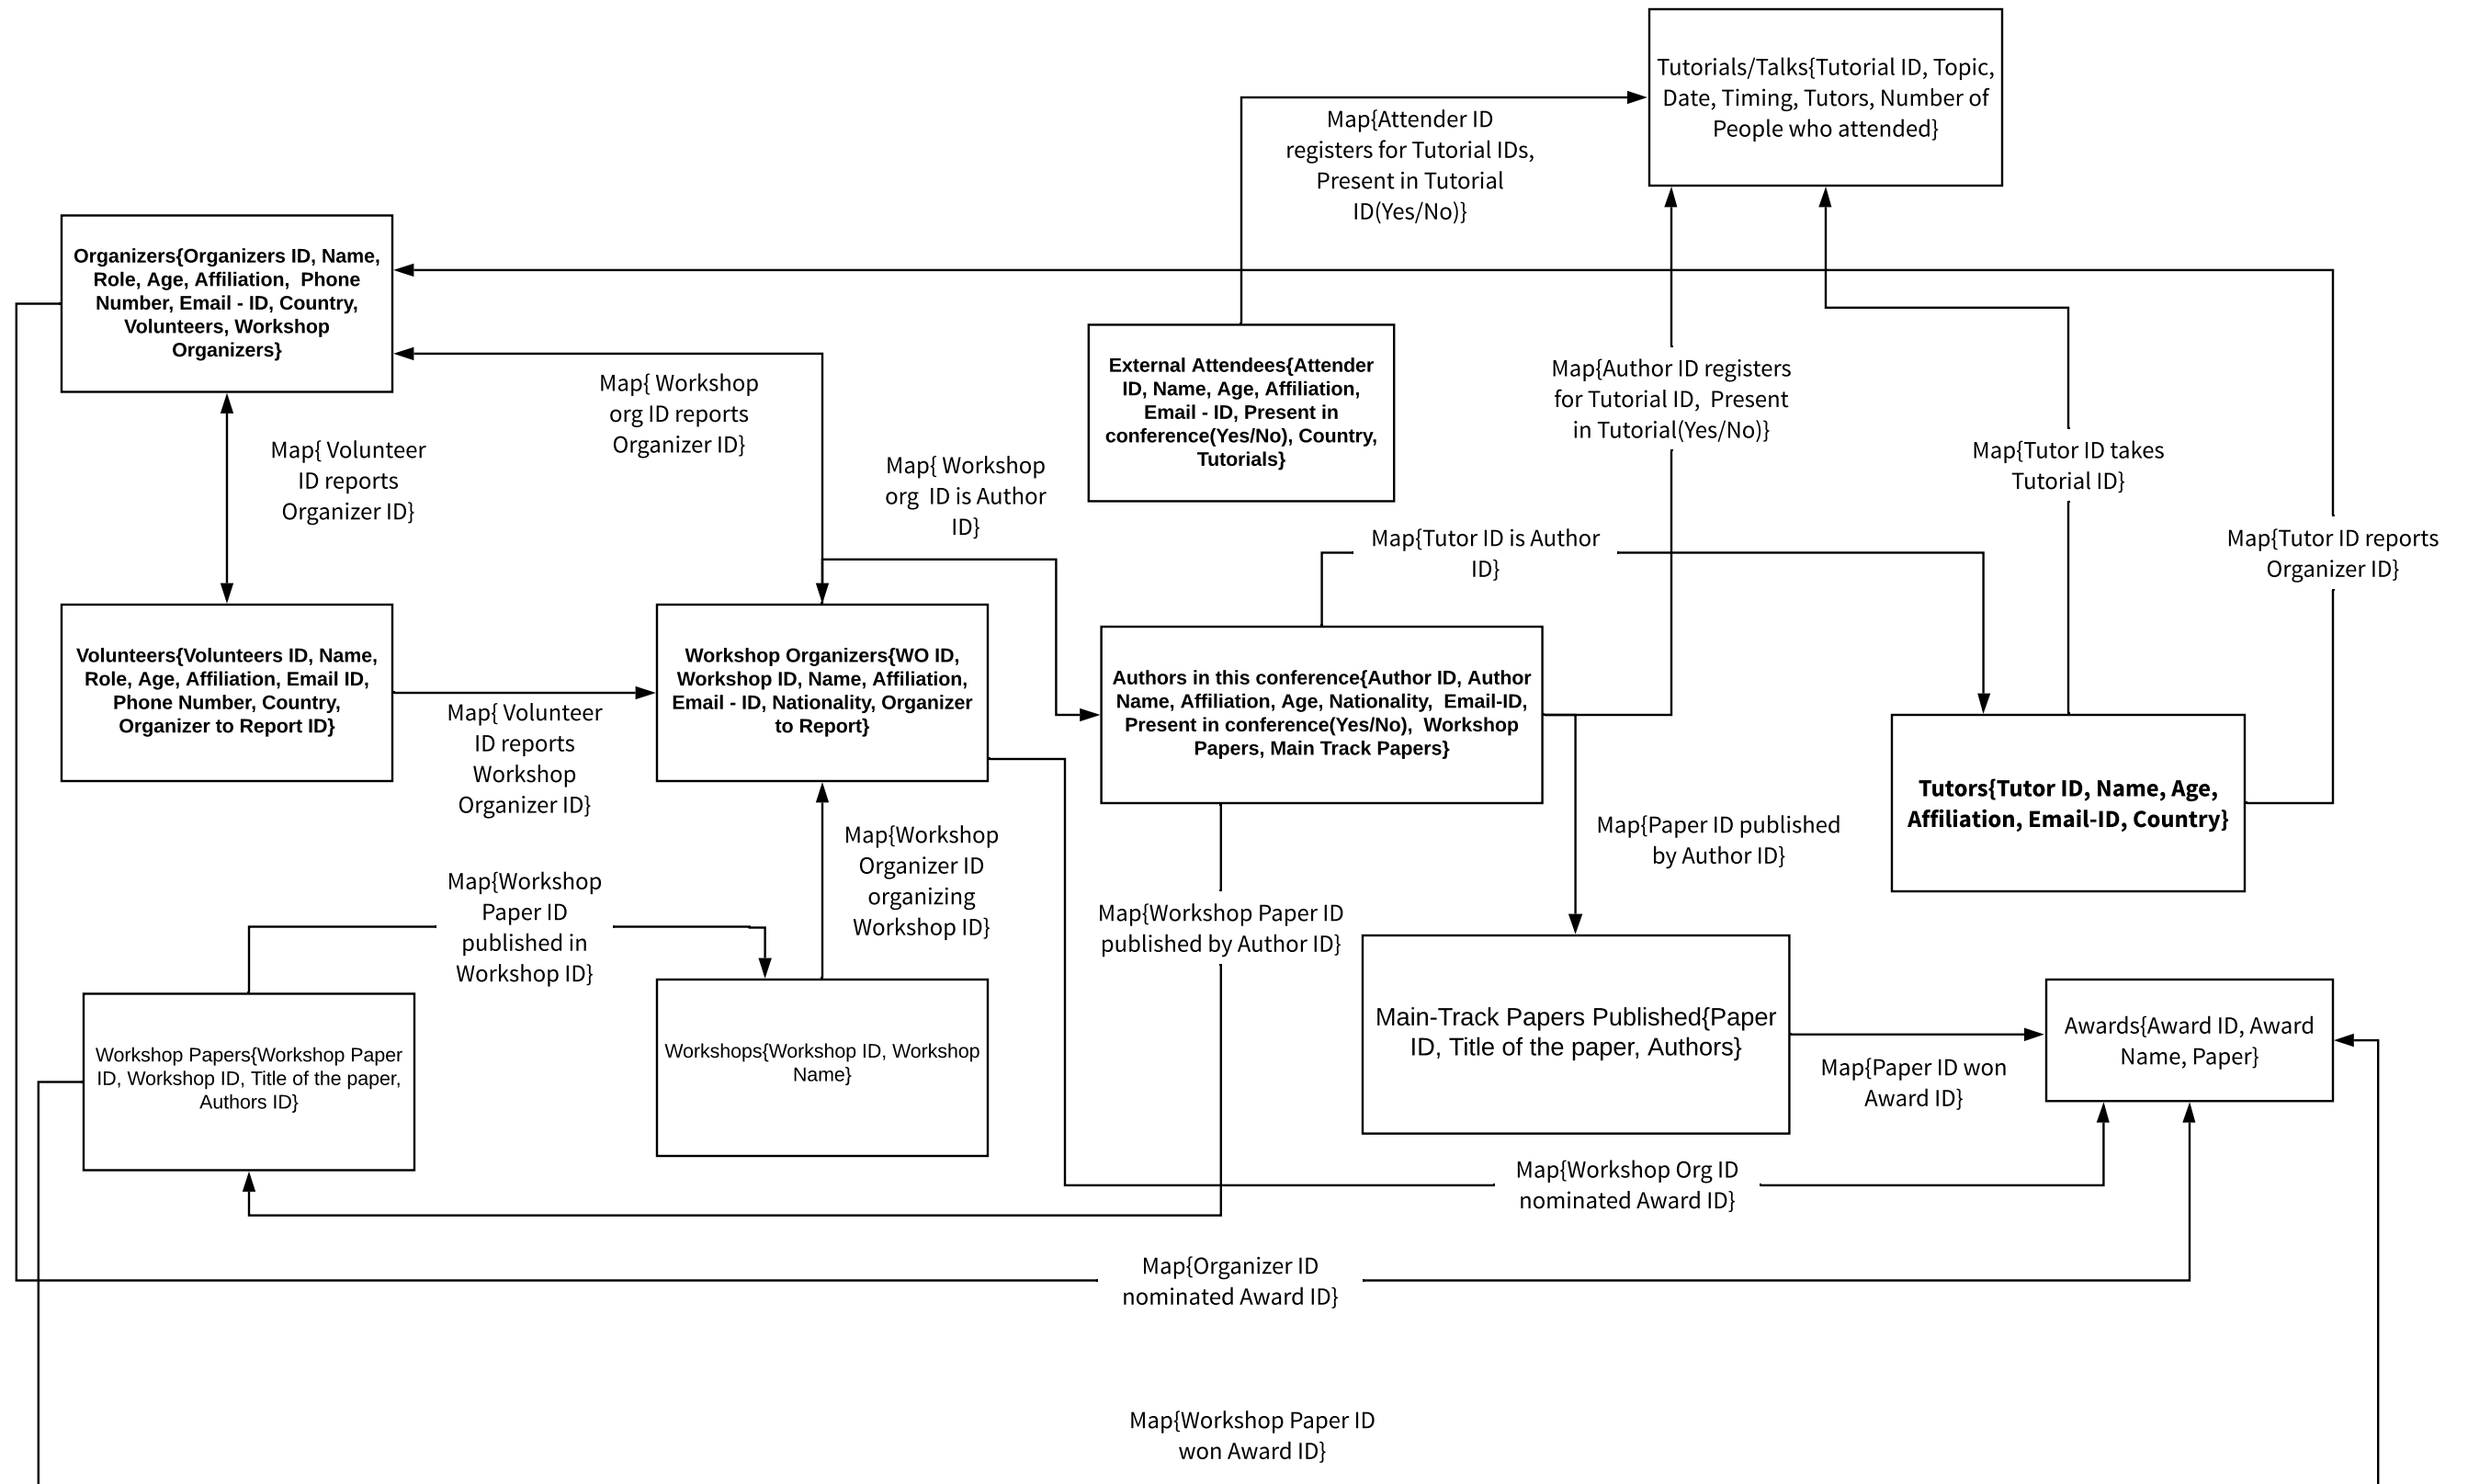 Tutorials/Talks{Tutorial ID, Topic,
Date, Timing, Tutors, Number of
People who attended}
Map{Attender ID
registers for Tutorial IDs,
Present in Tutorial
ID(Yes/No)}
Organizers{Organizers ID, Name,
Role, Age, Affiliation,  Phone
Number, Email - ID, Country,
Volunteers, Workshop
Organizers}
External Attendees{Attender
ID, Name, Age, Affiliation,
Email - ID, Present in
conference(Yes/No), Country,
Tutorials}
Map{ Workshop
org ID reports
Organizer ID}
Map{Author ID registers
for Tutorial ID,  Present
in Tutorial(Yes/No)}
Map{ Volunteer
ID reports
Organizer ID}
Map{ Workshop
org  ID is Author
ID}
Map{Tutor ID takes
Tutorial ID}
Map{Tutor ID is Author
ID}
Map{Tutor ID reports
Organizer ID}
Volunteers{Volunteers ID, Name,
Role, Age, Affiliation, Email ID,
Phone Number, Country,
Organizer to Report ID}
Map{ Volunteer
ID reports
Workshop
Organizer ID}
Workshop Organizers{WO ID,
Workshop ID, Name, Affiliation,
Email - ID, Nationality, Organizer
to Report}
Authors in this conference{Author ID, Author
Name, Affiliation, Age, Nationality,  Email-ID,
Present in conference(Yes/No),  Workshop
Papers, Main Track Papers}
Tutors{Tutor ID, Name, Age,
Affiliation, Email-ID, Country}
Map{Workshop
Organizer ID
organizing
Workshop ID}
Map{Paper ID published
by Author ID}
Map{Workshop
Paper ID
published in
Workshop ID}
Map{Workshop Paper ID
published by Author ID}
Workshop Papers{Workshop Paper
ID, Workshop ID, Title of the paper,
Authors ID}
Workshops{Workshop ID, Workshop
Name}
Main-Track Papers Published{Paper
ID, Title of the paper, Authors}
Map{Paper ID won
Award ID}
Awards{Award ID, Award
Name, Paper}
Map{Workshop Org ID
nominated Award ID}
Map{Organizer ID
nominated Award ID}
Map{Workshop Paper ID
won Award ID}